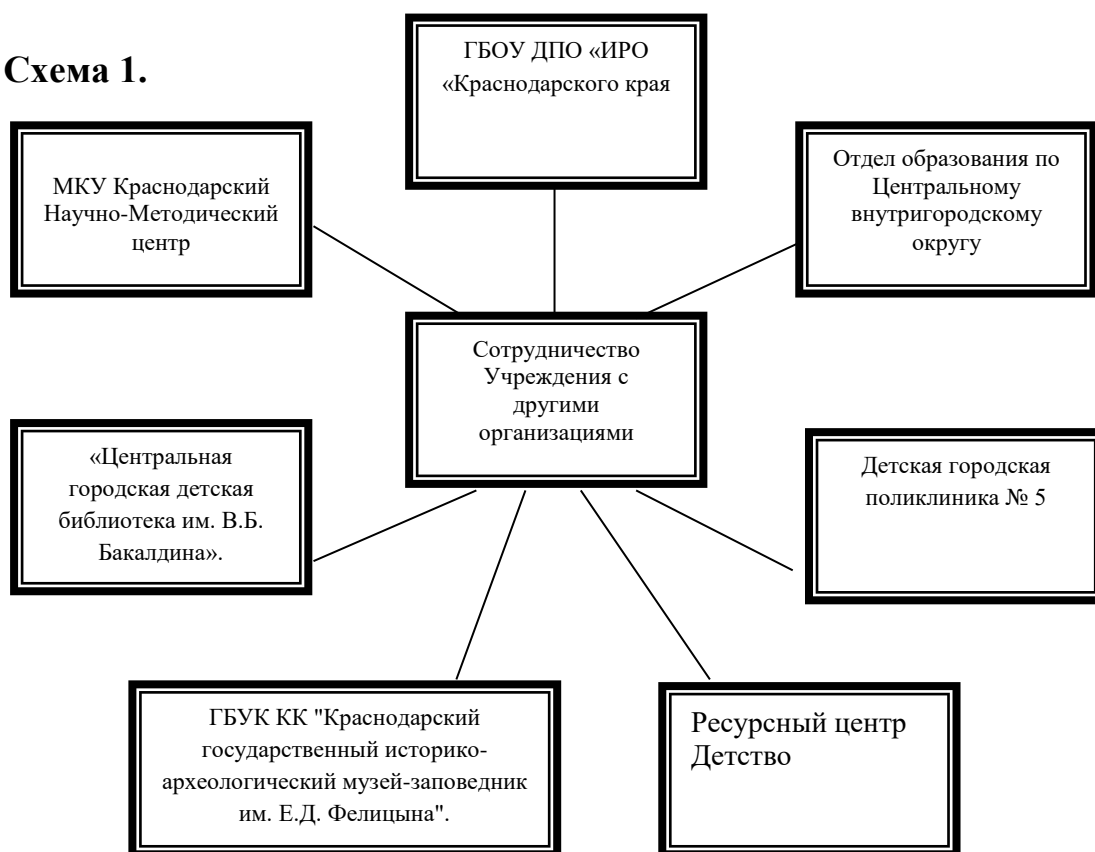 Схема 1.
ГБОУ ДПО «ИРО
«Краснодарского края
МКУ Краснодарский
Научно-Методический
центр
Отдел образования по
Центральному
внутригородскому
округу
Сотрудничество
Учреждения с
другими
организациями
«Центральная
городская детская
библиотека им. В.Б.
Бакалдина».
Детская городская
поликлиника № 5
ГБУК КК "Краснодарский
государственный историко-
археологический музей-заповедник
им. Е.Д. Фелицына".
Ресурсный центр
Детство